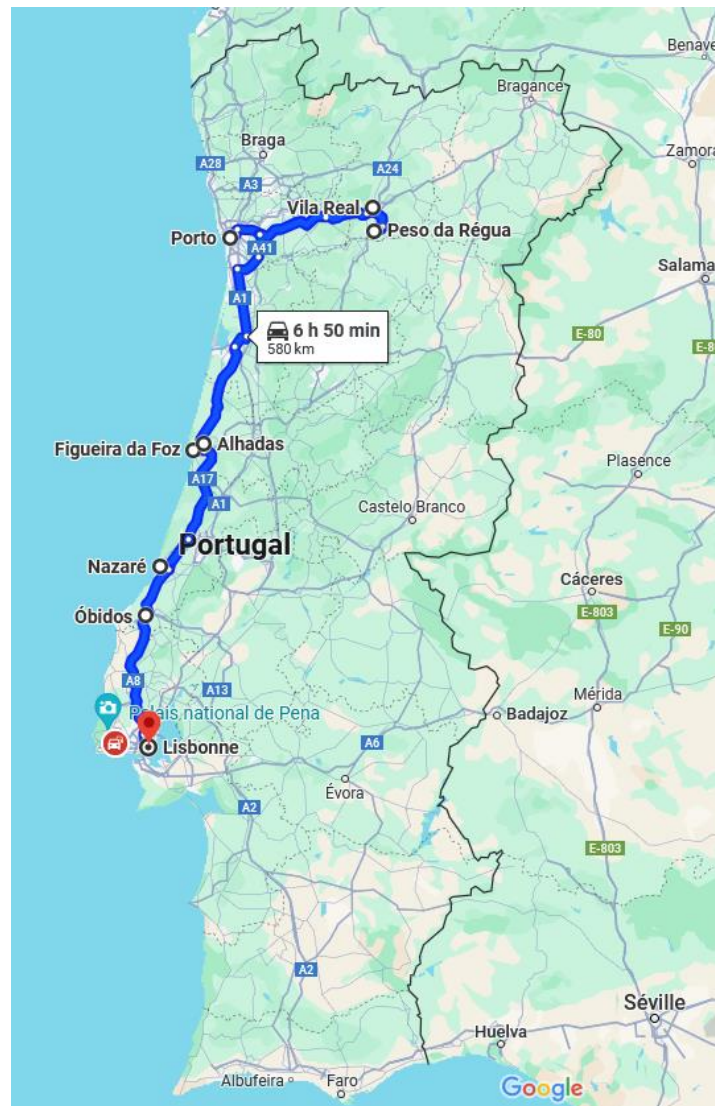 Benave
Bragance
Zamora
Braga
A28
A3
A24
Vila Real
Peso da Régua
Porto
A41
Salama
A1
6 h 50 min
580 km
E-80
E-8
Figueira da Foz
Alhadas
Plasence
A17
A1
Castelo Branco
Portugal
Nazaré
Cáceres
E-803
Óbidos
E-90
A8
A13
Mérida
Palais national de Pena
Badajoz
Lisbonne
A6
Évora
A2
E-803
A2
Séville
Huelva
Albufeira
Faro
Google